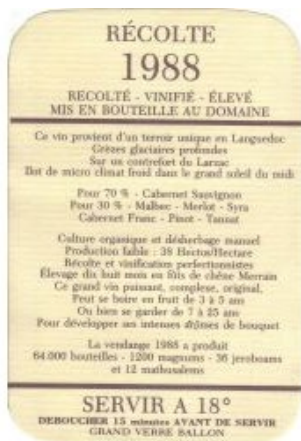 RÉCOLTE
1988
RECOLTÉ - VINIFIÉ - ÉLEVÉ
MIS EN BOUTEILLE AU DOMAINE
Ce vin provient d'un terroir unique en Languedoc
Grèzes glaciaires profondes
Sur un contrefort du Larzac
Ilot de micro climat froid dans le grand soleil du midi
Pour 70 % - Cabernet Sauvignon
Pour 30 % - Malbec - Merlot - Syra
Cabernet Franc - Pinot - Tannat
Culture organique et désherbage manuel
Production faible : 38 Hectos/Hectare
Récolte et vinification perfectionnistes
Élevage dix huit mois en fûts de chêne Merrain
Ce grand vin puissant, complexe, original,
Peut se boire en fruit de 3 à 5 ans
Ou bien se garder de 7 à 25 ans
Pour développer ses intenses arômes de bouquet
La vendange 1988 a produit
64.000 bouteilles - 1200 magnums - 36 jeroboams
et 12 mathusalems
SERVIR A 18°
DEBOUCHER 15 minutes AVANT DE SERVIR
GRAND VERRE BALLON